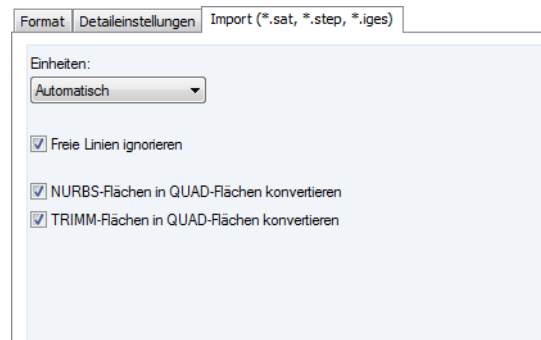 Format Detaileinstellungen Import (*.sat, *.step, *.iges)
Einheiten:
Automatisch
Freie Linien ignorieren
NURBS-Flächen in QUAD-Flächen konvertieren
TRIMM-Flächen in QUAD-Flächen konvertieren